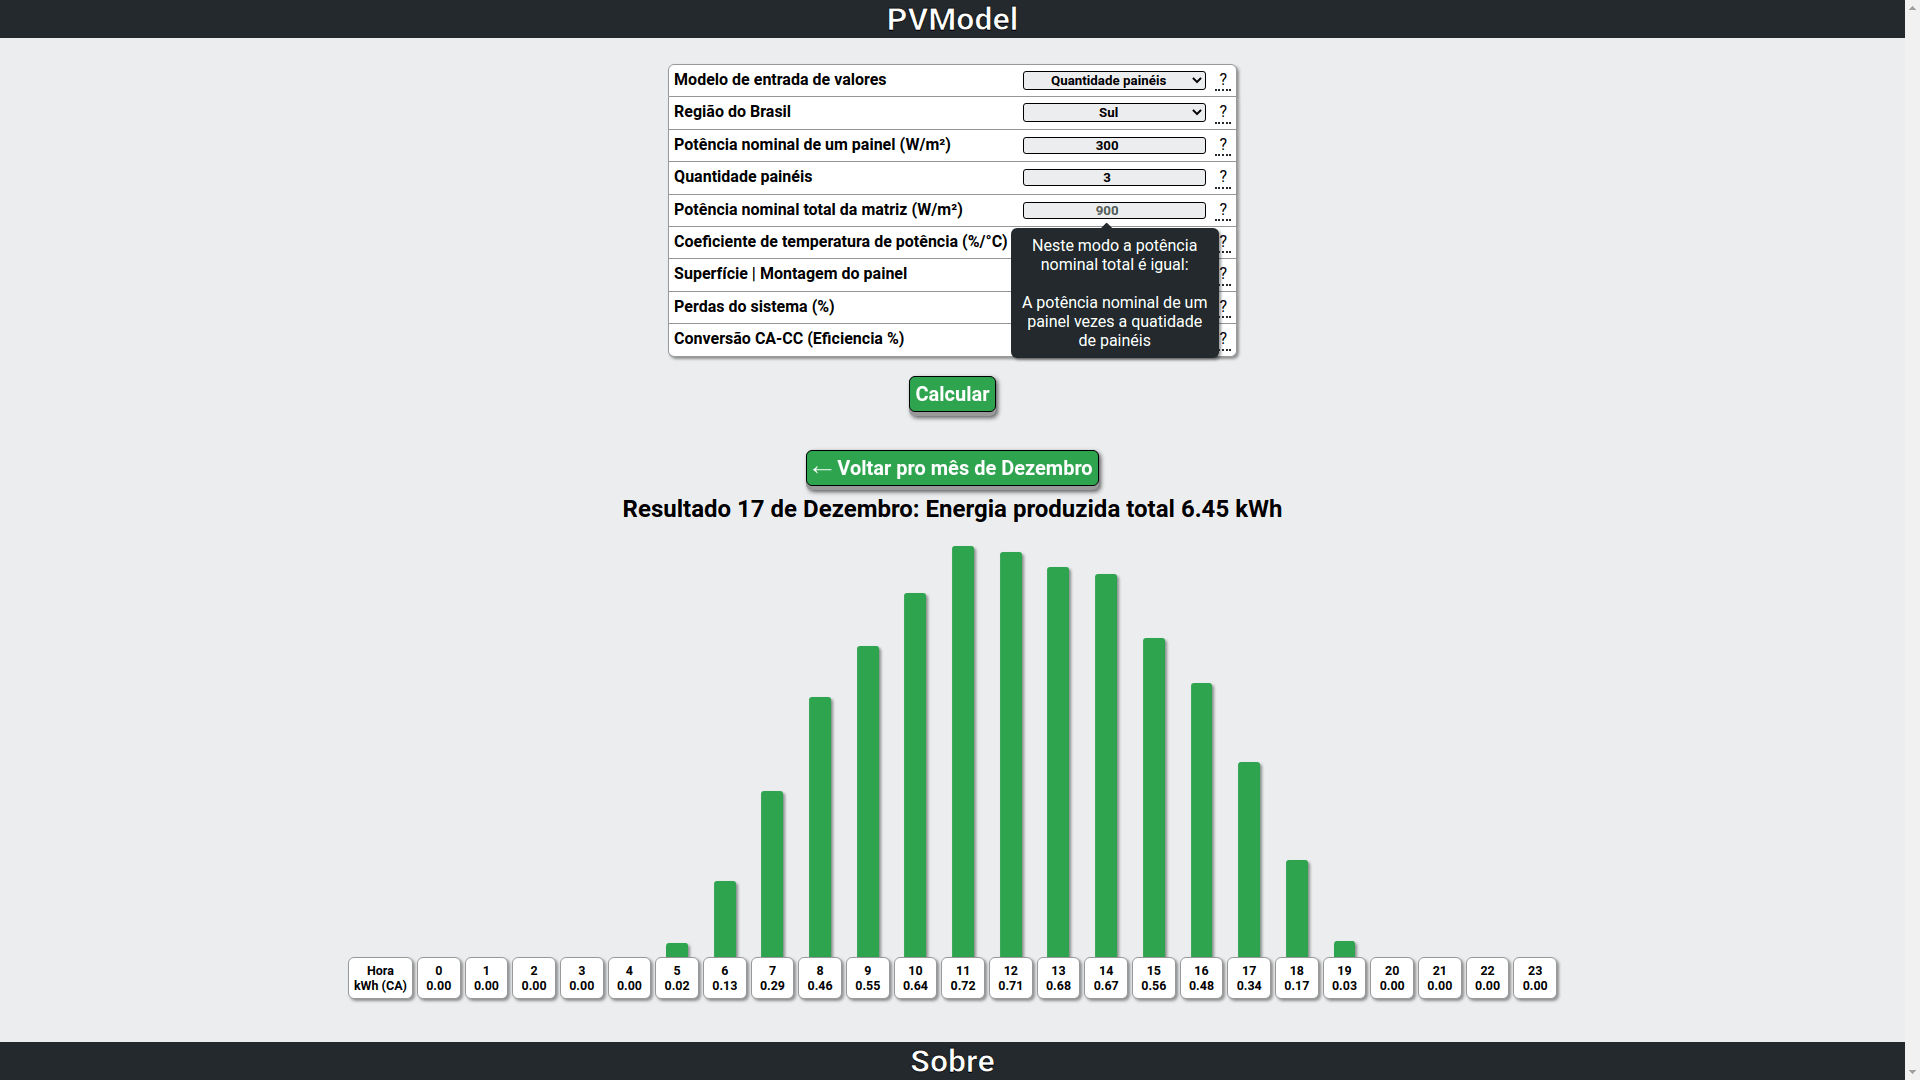 PVModel
Modelo de entrada de valores Quantidade painéis ?
Região do Brasil Sul ?
Potência nominal de um painel (W/m²) 300 ?
Quantidade painéis 3 ?
Potência nominal total da matriz (W/m²) 900 ?
Coeficiente de temperatura de potência (%/°C) ?
Superfície | Montagem do painel ?
Perdas do sistema (%) ?
Conversão CA-CC (Eficiencia %) ?
Neste modo a potência
nominal total é igual:
A potência nominal de um
painel vezes a quatidade
de painéis
Calcular
← Voltar pro mês de Dezembro
Resultado 17 de Dezembro: Energia produzida total 6.45 kWh
Hora 0 1 2 3 4 5 6 7 8 9 10 11 12 13 14 15 16 17 18 19 20 21 22 23
kWh (CA) 0.00 0.00 0.00 0.00 0.00 0.02 0.13 0.29 0.46 0.55 0.64 0.72 0.71 0.68 0.67 0.56 0.48 0.34 0.17 0.03 0.00 0.00 0.00 0.00
Sobre